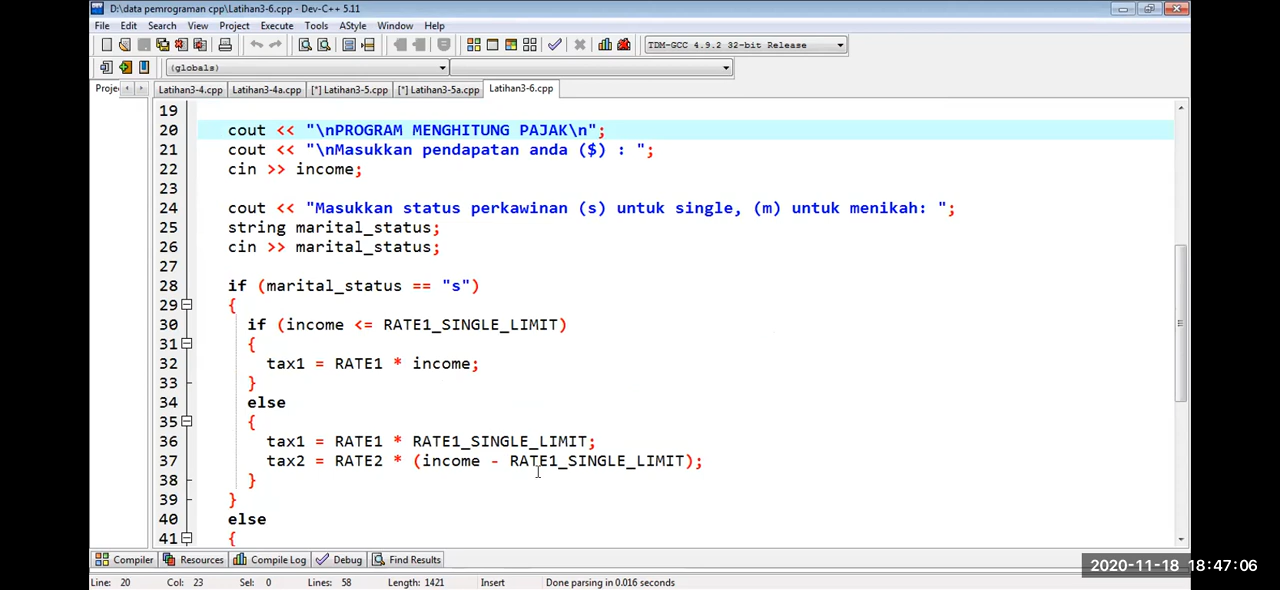 D:\data pemrograman cpp\Latihan3-6.cpp - Dev-C++ 5.11
File Edit Search View Project Execute Tools AStyle Window Help
TDM-GCC 4.9.2 32-bit Release
(globals)
Proje Latihan3-4.cpp Latihan3-4a.cpp [*] Latihan3-5.cpp [*] Latihan3-5a.cpp Latihan3-6.cpp
19
20 cout << "\nPROGRAM MENGHITUNG PAJAK\n";
21 cout << "\nMasukkan pendapatan anda ($) : ";
22 cin >> income;
23
24 cout << "Masukkan status perkawinan (s) untuk single, (m) untuk menikah: ";
25 string marital_status;
26 cin >> marital_status;
27
28 if (marital_status == "s")
29 {
30 if (income <= RATE1_SINGLE_LIMIT)
31 {
32 tax1 = RATE1 * income;
33 }
34 else
35 {
36 tax1 = RATE1 * RATE1_SINGLE_LIMIT;
37 tax2 = RATE2 * (income - RATE1_SINGLE_LIMIT);
38 }
39 }
40 else
41 {
Compiler Resources Compile Log Debug Find Results
2020-11-18 18:47:06
Line: 20 Col: 23 Sel: 0 Lines: 58 Length: 1421 Insert Done parsing in 0.016 seconds